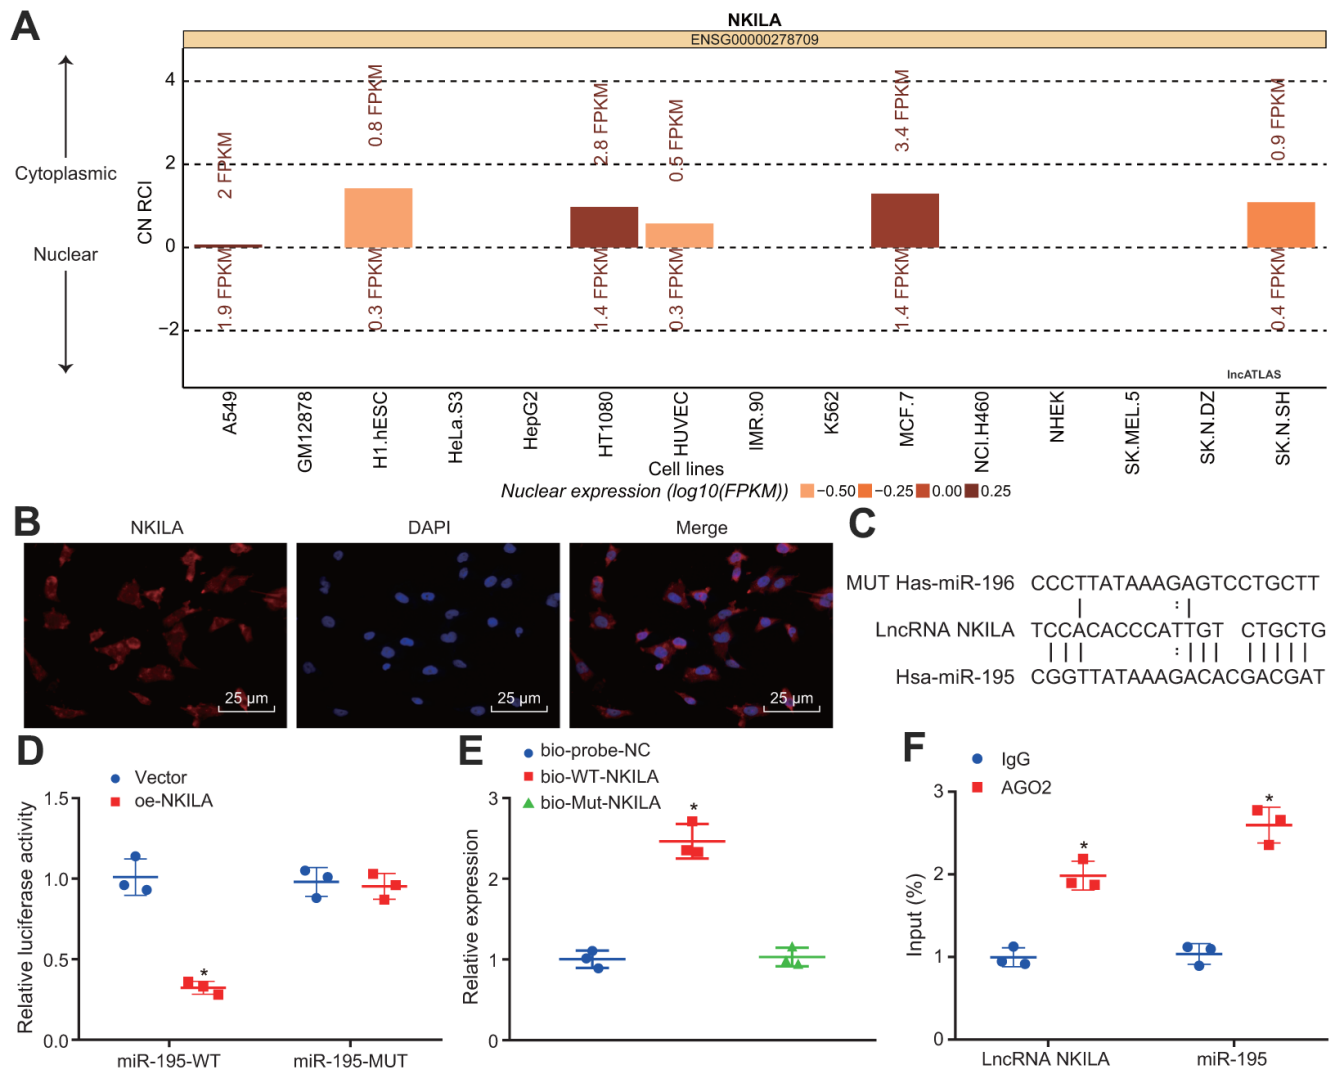 A
NKILA
ENSG00000278709
4
2
0
−2
Cytoplasmic
Nuclear
CN RCI
2 FPKM
0.8 FPKM
2.8 FPKM
0.5 FPKM
3.4 FPKM
0.9 FPKM
1.9 FPKM
0.3 FPKM
1.4 FPKM
0.3 FPKM
1.4 FPKM
0.4 FPKM
lncATLAS
A549
GM12878
H1.hESC
HeLa.S3
HepG2
HT1080
HUVEC
IMR.90
K562
MCF.7
NCI.H460
NHEK
SK.MEL.5
SK.N.DZ
SK.N.SH
Cell lines
Nuclear expression (log10(FPKM)) −0.50 −0.25 0.00 0.25
B
NKILA DAPI Merge
25 µm 25 µm 25 µm
C
MUT Has-miR-196 CCCTTATAAAGAGTCCTGCTT
LncRNA NKILA TCCACACCCATTGT CTGCTG
Hsa-miR-195 CGGTTATAAAGACACGACGAT
D
Vector
oe-NKILA
Relative luciferase activity
1.5
1.0
0.5
0.0
*
miR-195-WT miR-195-MUT
E
bio-probe-NC
bio-WT-NKILA
bio-Mut-NKILA
Relative expression
3
2
1
0
*
F
IgG
AGO2
Input (%)
3
2
1
0
*
*
LncRNA NKILA miR-195